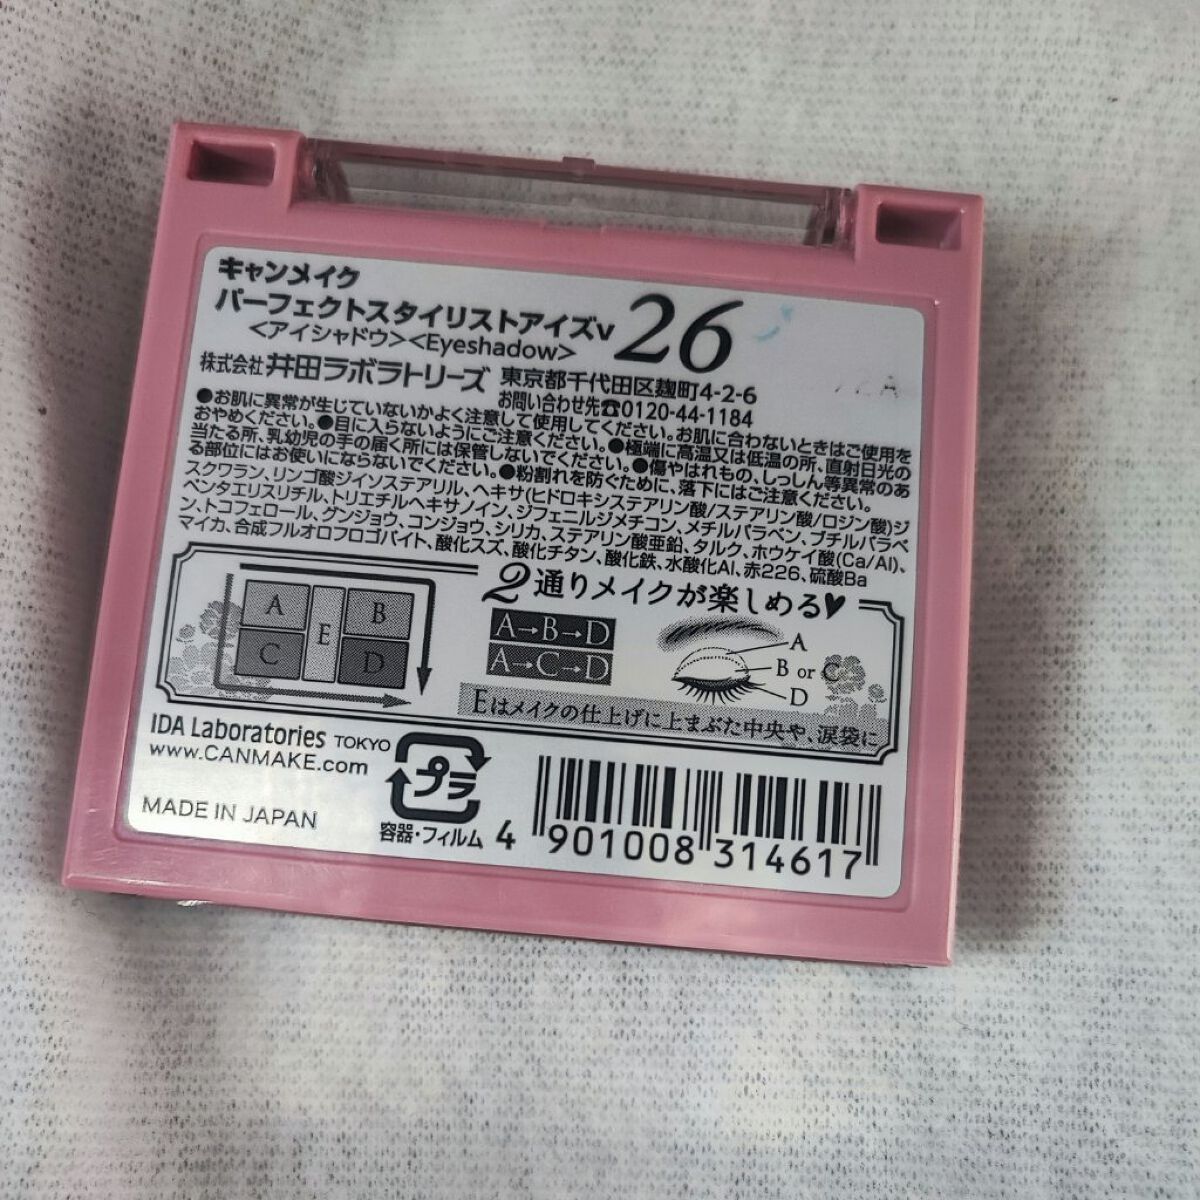 キャンメイク
パーフェクトスタイリストアイズv 26
<アイシャドウ><Eyeshadow>
株式会社 井田ラボラトリーズ 東京都千代田区麹町4-2-6
お問い合わせ先☎0120-44-1184
●お肌に異常が生じていないかよく注意して使用してください。お肌に合わないときはご使用を
おやめください。●目に入らないようにご注意ください。●極端に高温又は低温の所、直射日光の
当たる所、乳幼児の手の届く所には保管しないでください。●傷やはれもの、しっしん等異常のあ
る部位にはお使いにならないでください。●粉割れを防ぐために、落下にはご注意ください。
スクワラン、リンゴ酸ジイソステアリル、ヘキサ(ヒドロキシステアリン酸/ステアリン酸/ロジン酸)ジ
ペンタエリスリチル、トリエチルヘキサノイン、ジフェニルジメチコン、メチルパラベン、ブチルパラベ
ン、トコフェロール、グンジョウ、コンジョウ、シリカ、ステアリン酸亜鉛、タルク、ホウケイ酸(Ca/Al)、
マイカ、合成フルオロフロゴパイト、酸化スズ、酸化チタン、酸化鉄、水酸化Al、赤226、硫酸Ba
2通りメイクが楽しめる♥
A B
E
C D
A→B→D
A→C→D
A
B or C
D
Eはメイクの仕上げに上まぶた中央や、涙袋に
IDA Laboratories TOKYO
www.CANMAKE.com
MADE IN JAPAN
プラ
容器・フィルム
4 901008 314617